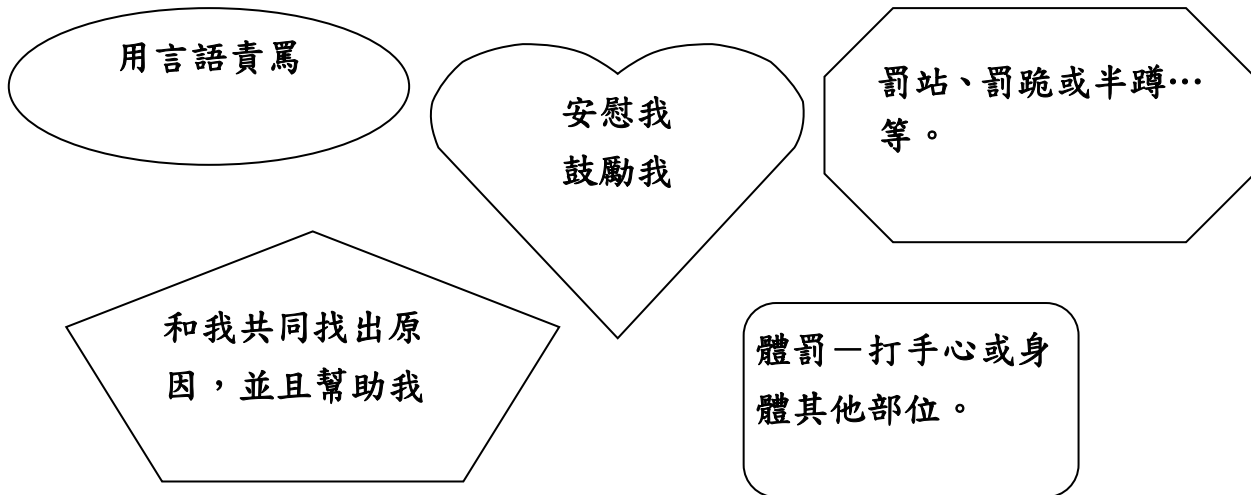 用言語責罵
安慰我
鼓勵我
罰站、罰跪或半蹲…
等。
和我共同找出原
因，並且幫助我
體罰－打手心或身
體其他部位。